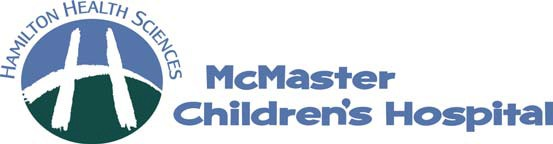 HAMILTON HEALTH SCIENCES
McMaster
Children's Hospital